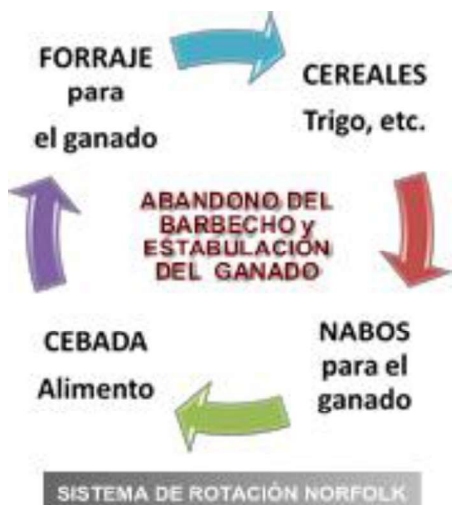 FORRAJE
para
el ganado
CEREALES
Trigo, etc.
ABANDONO DEL
BARBECHO y
ESTABULACIÓN
DEL GANADO
NABOS
para el
ganado
CEBADA
Alimento
SISTEMA DE ROTACIÓN NORFOLK